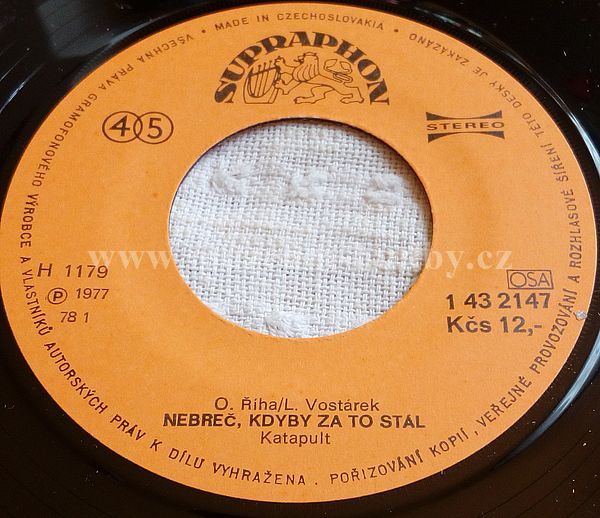 VŠECHNA PRÁVA GRAMOFONOVÉHO VÝROBCE A VLASTNÍKŮ AUTORSKÝCH PRÁV K DÍLU VYHRAŽENA . POŘIZOVÁNÍ KOPIÍ , VEŘEJNÉ PROVOZOVÁNÍ A ROZHLASOVÉ ŠÍŘENÍ TÉTO DESKY JE ZAKÁZÁNO
• MADE IN CZECHOSLOVAKIA •
SUPRAPHON
45
STEREO
H 1179
℗ 1977
78 1
OSA
1 43 2147
Kčs 12,-
O. Říha/L. Vostárek
NEBREČ, KDYBY ZA TO STÁL
Katapult